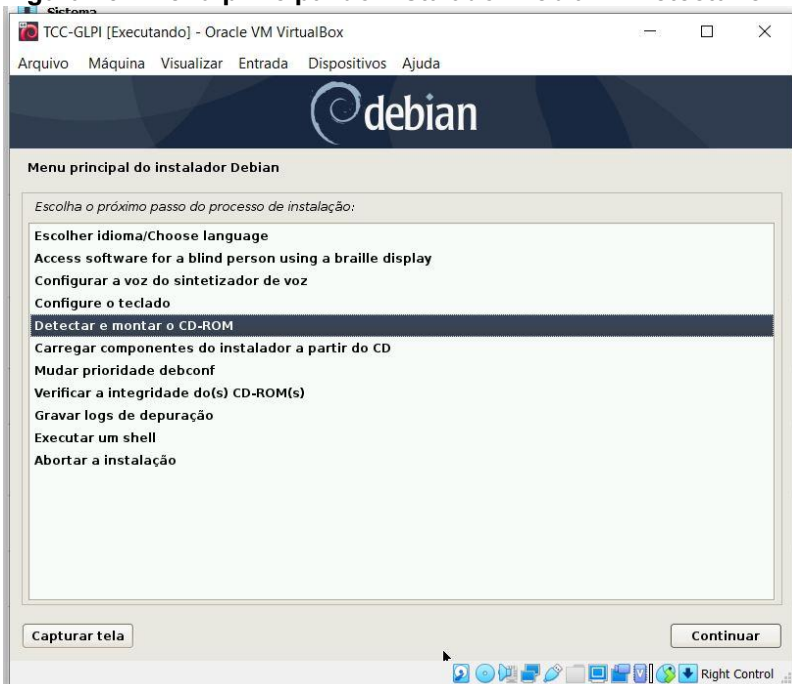 Sistema
TCC-GLPI [Executando] - Oracle VM VirtualBox
Arquivo Máquina Visualizar Entrada Dispositivos Ajuda
debian
Menu principal do instalador Debian
Escolha o próximo passo do processo de instalação:
Escolher idioma/Choose language
Access software for a blind person using a braille display
Configurar a voz do sintetizador de voz
Configure o teclado
Detectar e montar o CD-ROM
Carregar componentes do instalador a partir do CD
Mudar prioridade debconf
Verificar a integridade do(s) CD-ROM(s)
Gravar logs de depuração
Executar um shell
Abortar a instalação
Capturar tela
Continuar
Right Control